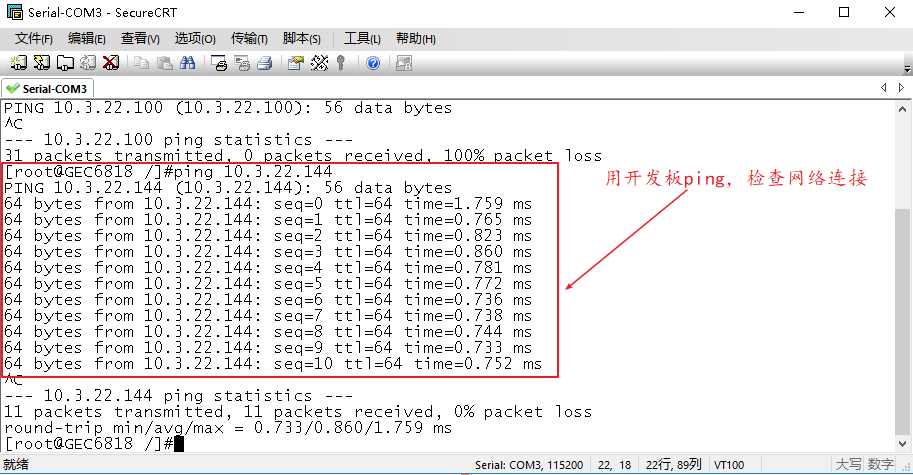 Serial-COM3 - SecureCRT
文件(F) 编辑(E) 查看(V) 选项(O) 传输(T) 脚本(S) 工具(L) 帮助(H)
Serial-COM3
PING 10.3.22.100 (10.3.22.100): 56 data bytes
^C
--- 10.3.22.100 ping statistics ---
31 packets transmitted, 0 packets received, 100% packet loss
[root@GEC6818 /]#ping 10.3.22.144
PING 10.3.22.144 (10.3.22.144): 56 data bytes
64 bytes from 10.3.22.144: seq=0 ttl=64 time=1.759 ms
64 bytes from 10.3.22.144: seq=1 ttl=64 time=0.765 ms
64 bytes from 10.3.22.144: seq=2 ttl=64 time=0.823 ms
64 bytes from 10.3.22.144: seq=3 ttl=64 time=0.860 ms
64 bytes from 10.3.22.144: seq=4 ttl=64 time=0.781 ms
64 bytes from 10.3.22.144: seq=5 ttl=64 time=0.772 ms
64 bytes from 10.3.22.144: seq=6 ttl=64 time=0.736 ms
64 bytes from 10.3.22.144: seq=7 ttl=64 time=0.738 ms
64 bytes from 10.3.22.144: seq=8 ttl=64 time=0.744 ms
64 bytes from 10.3.22.144: seq=9 ttl=64 time=0.733 ms
64 bytes from 10.3.22.144: seq=10 ttl=64 time=0.752 ms
^C
--- 10.3.22.144 ping statistics ---
11 packets transmitted, 11 packets received, 0% packet loss
round-trip min/avg/max = 0.733/0.860/1.759 ms
[root@GEC6818 /]#
用开发板ping，检查网络连接
就绪 Serial: COM3, 115200 22, 18 22行, 89列 VT100 大写 数字